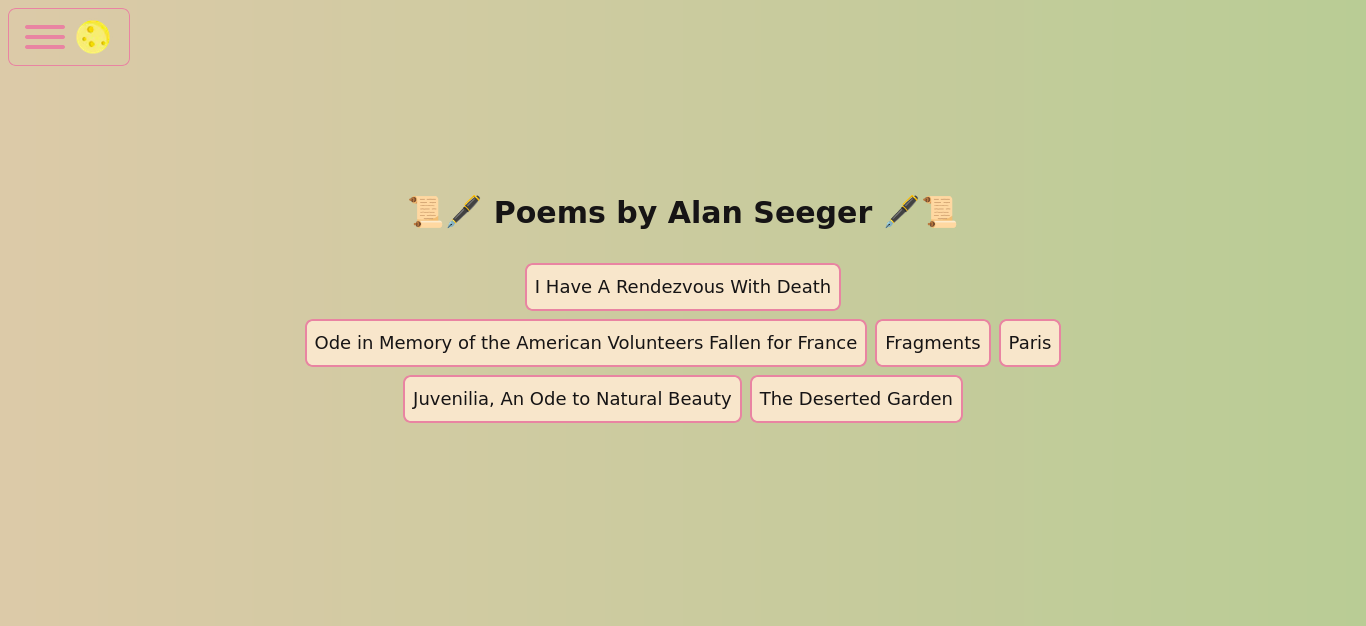 📜🖋️ Poems by Alan Seeger 🖋️📜
I Have A Rendezvous With Death
Ode in Memory of the American Volunteers Fallen for France
Fragments
Paris
Juvenilia, An Ode to Natural Beauty
The Deserted Garden